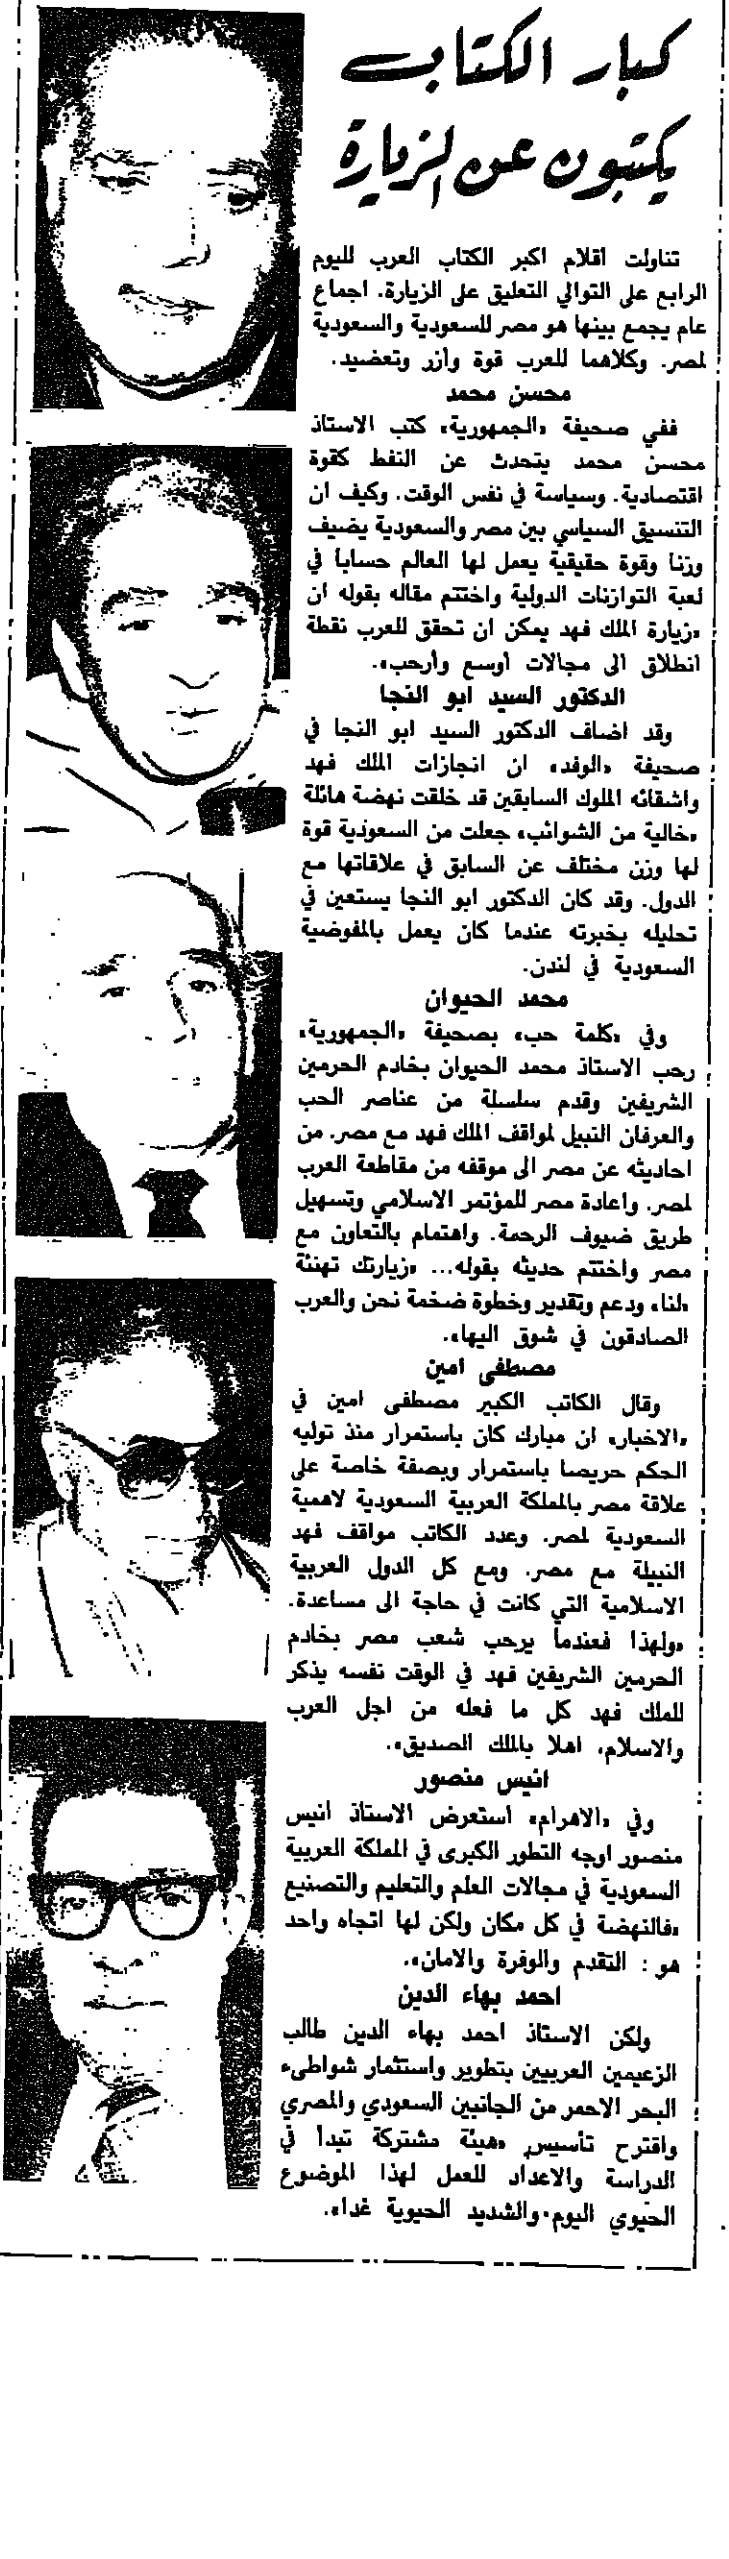 كبار الكتاب
يكتبون عن الزيارة
تناولت اقلام اكبر الكتاب العرب لليوم
الرابع على التوالي التعليق على الزيارة. اجماع
عام يجمع بينها هو مصر للسعودية والسعودية
لمصر. وكلاهما للعرب قوة وأزر وتعضيد.
محسن محمد
ففي صحيفة «الجمهورية» كتب الاستاذ
محسن محمد يتحدث عن النفط كقوة
اقتصادية. وسياسة في نفس الوقت. وكيف ان
التنسيق السياسي بين مصر والسعودية يضيف
وزنا وقوة حقيقية يعمل لها العالم حسابا في
لعبة التوازنات الدولية واختتم مقاله بقوله ان
«زيارة الملك فهد يمكن ان تحقق للعرب نقطة
انطلاق الى مجالات أوسع وأرحب».
الدكتور السيد ابو النجا
وقد اضاف الدكتور السيد ابو النجا في
صحيفة «الوفد» ان انجازات الملك فهد
واشقائه الملوك السابقين قد خلقت نهضة هائلة
«خالية من الشوائب» جعلت من السعودية قوة
لها وزن مختلف عن السابق في علاقاتها مع
الدول. وقد كان الدكتور ابو النجا يستعين في
تحليله بخبرته عندما كان يعمل بالمفوضية
السعودية في لندن.
محمد الحيوان
وفي «كلمة حب» بصحيفة «الجمهورية»
رحب الاستاذ محمد الحيوان بخادم الحرمين
الشريفين وقدم سلسلة من عناصر الحب
والعرفان النبيل لمواقف الملك فهد مع مصر. من
احاديثه عن مصر الى موقفه من مقاطعة العرب
لمصر. واعادة مصر للمؤتمر الاسلامي وتسهيل
طريق ضيوف الرحمة. واهتمام بالتعاون مع
مصر واختتم حديثه بقوله... «زيارتك تهنئة
«لنا» ودعم وتقدير وخطوة ضخمة نحن والعرب
الصادقون في شوق اليها».
مصطفى امين
وقال الكاتب الكبير مصطفى امين في
«الاخبار» ان مبارك كان باستمرار منذ توليه
الحكم حريصا باستمرار وبصفة خاصة على
علاقة مصر بالمملكة العربية السعودية لاهمية
السعودية لمصر. وعدد الكاتب مواقف فهد
النبيلة مع مصر. ومع كل الدول العربية
الاسلامية التي كانت في حاجة الى مساعدة.
«ولهذا فعندما يرحب شعب مصر بخادم
الحرمين الشريفين فهد في الوقت نفسه يذكر
للملك فهد كل ما فعله من اجل العرب
والاسلام، اهلا بالملك الصديق».
انيس منصور
وفي «الاهرام» استعرض الاستاذ انيس
منصور اوجه التطور الكبرى في المملكة العربية
السعودية في مجالات العلم والتعليم والتصنيع
«فالنهضة في كل مكان ولكن لها اتجاه واحد
هو : التقدم والوفرة والامان».
احمد بهاء الدين
ولكن الاستاذ احمد بهاء الدين طالب
الزعيمين العربيين بتطوير واستثمار شواطىء
البحر الاحمر من الجانبين السعودي والمصري
واقترح تأسيس «هيئة مشتركة تبدأ في
الدراسة والاعداد للعمل لهذا الموضوع
الحيوي اليوم والشديد الحيوية غدا».